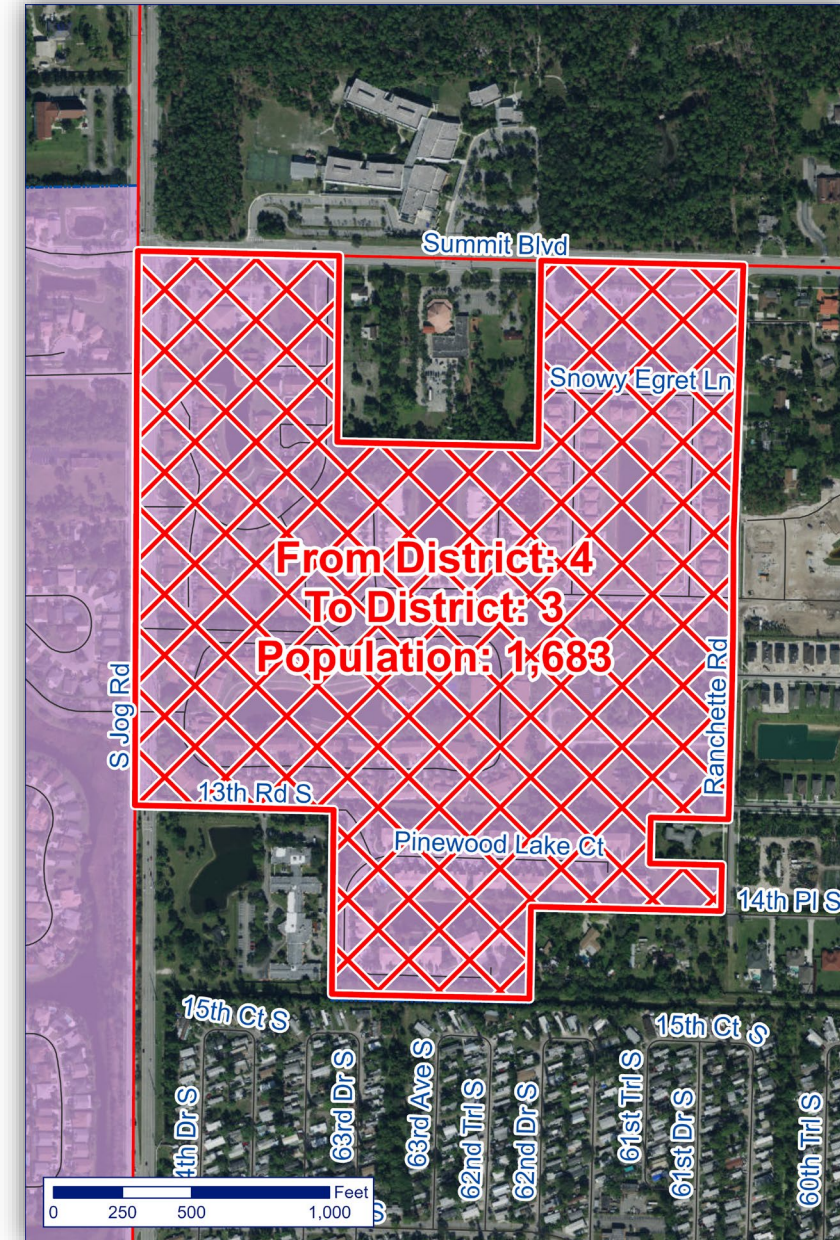 Summit Blvd
Snowy Egret Ln
From District: 4
To District: 3
Population: 1,683
S Jog Rd
Ranchette Rd
13th Rd S
Pinewood Lake Ct
14th Pl S
15th Ct S
15th Ct S
4th Dr S
63rd Dr S
63rd Ave S
62nd Trl S
62nd Dr S
61st Trl S
61st Dr S
60th Trl S
S
Feet
0 250 500 1,000